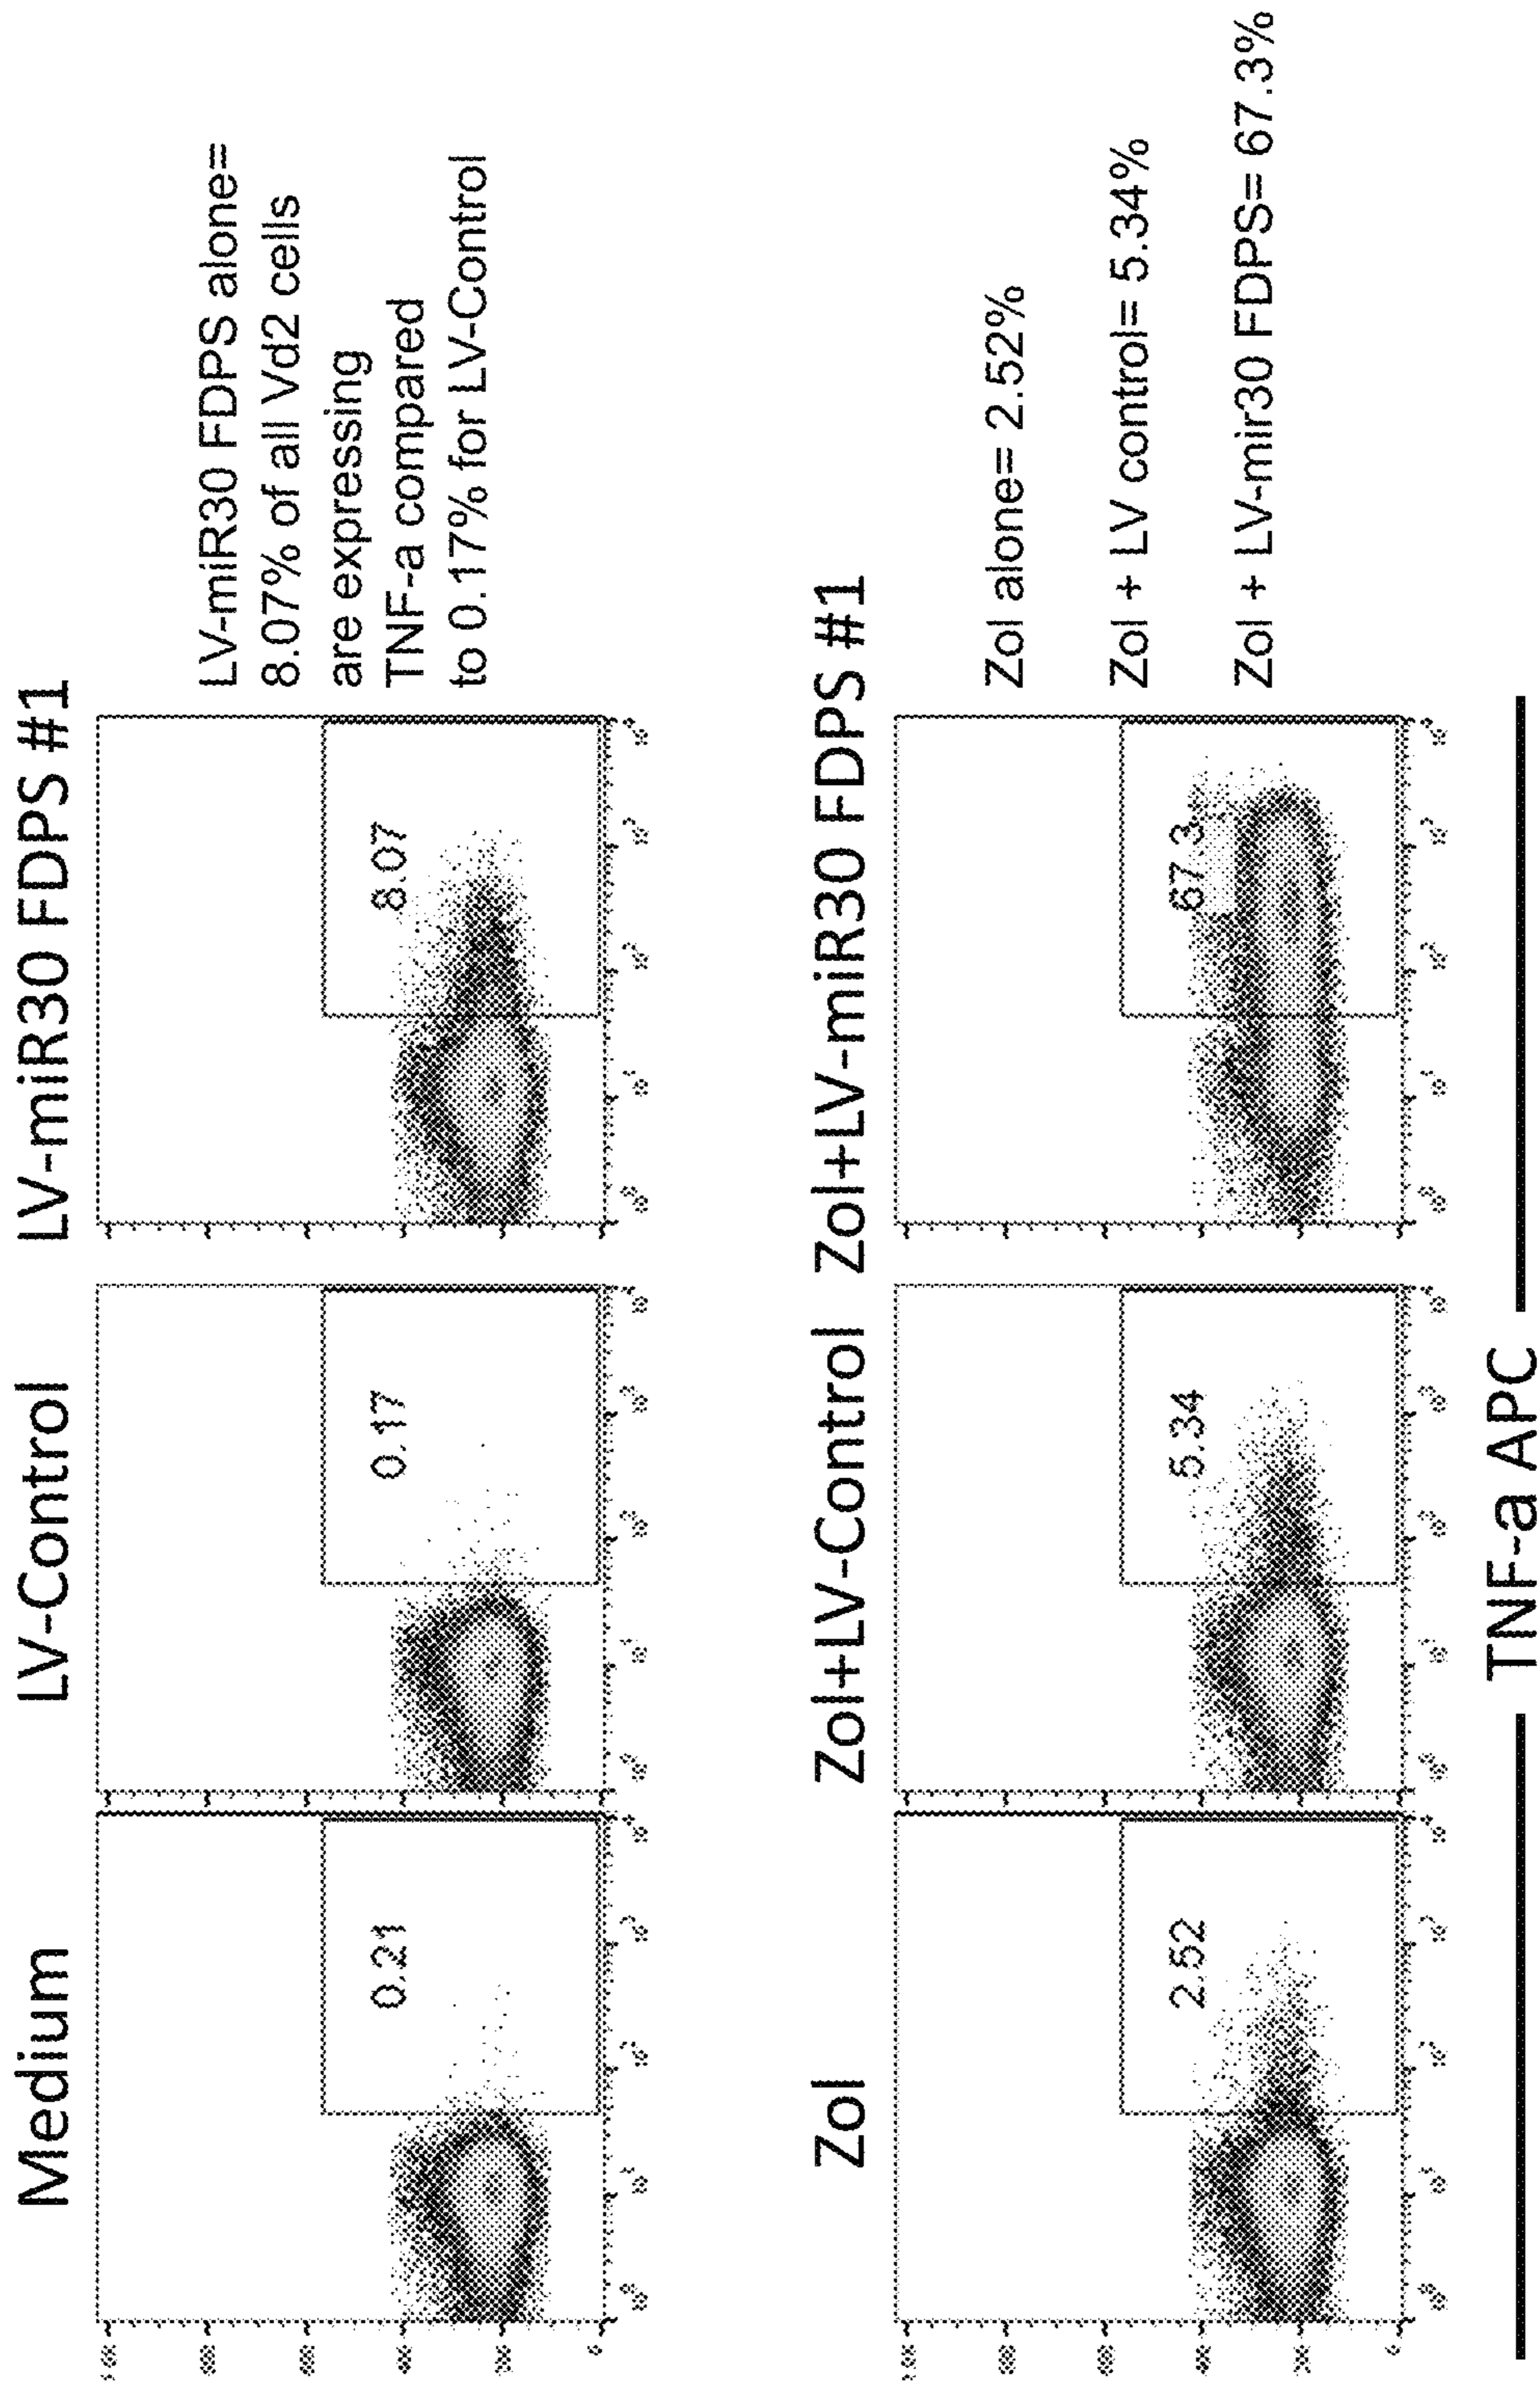 Medium
LV-Control
LV-miR30 FDPS #1
0.21
0.17
8.07
LV-miR30 FDPS alone=
8.07% of all Vd2 cells
are expressing
TNF-a compared
to 0.17% for LV-Control
Zol
Zol+LV-Control
Zol+LV-miR30 FDPS #1
2.52
5.34
67.3
Zol alone= 2.52%
Zol + LV control= 5.34%
Zol + LV-mir30 FDPS= 67.3%
TNF-a APC